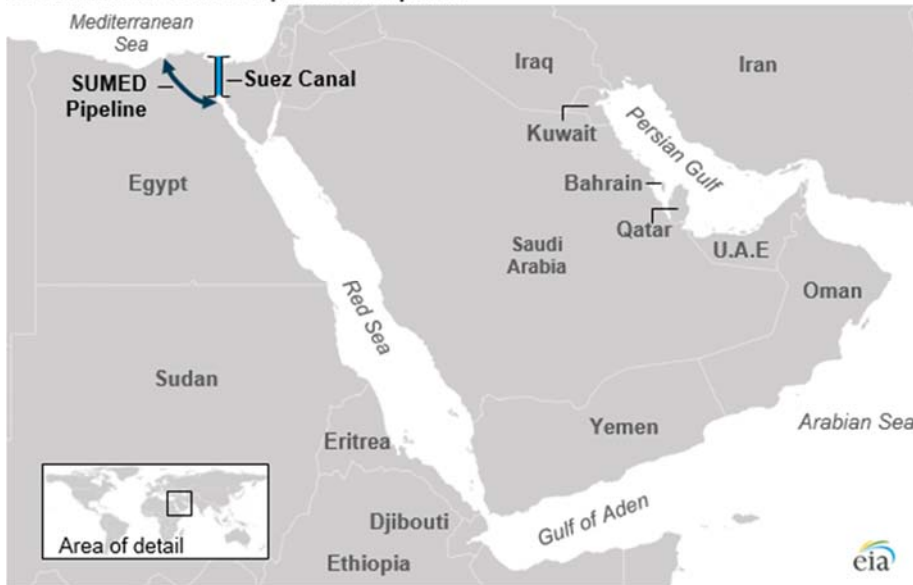 Mediterranean
Sea
SUMED
Pipeline
Suez Canal
Iraq
Iran
Kuwait
Persian Gulf
Egypt
Bahrain
Qatar
Saudi
Arabia
U.A.E
Oman
Red Sea
Sudan
Yemen
Arabian Sea
Eritrea
Gulf of Aden
Djibouti
Ethiopia
Area of detail
eia